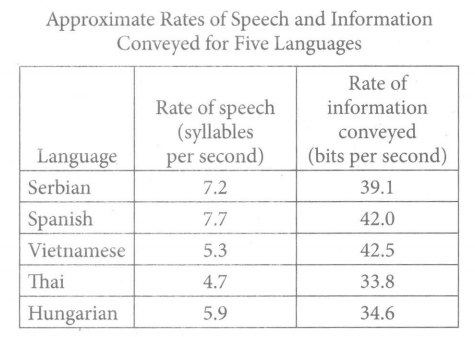 Approximate Rates of Speech and Information
Conveyed for Five Languages
Language
Rate of speech
(syllables
per second)
Rate of
information
conveyed
(bits per second)
Serbian 7.2 39.1
Spanish 7.7 42.0
Vietnamese 5.3 42.5
Thai 4.7 33.8
Hungarian 5.9 34.6